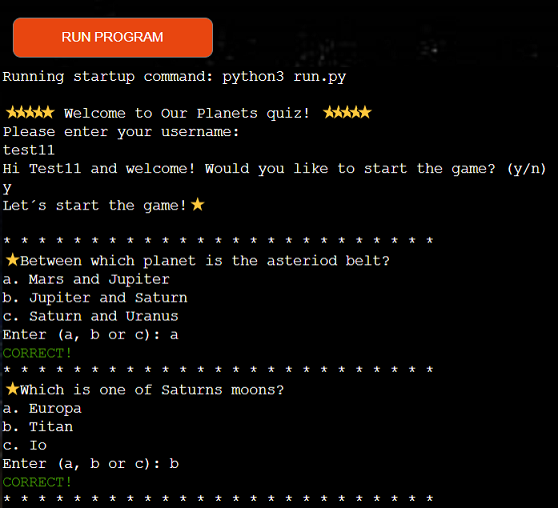 RUN PROGRAM
Running startup command: python3 run.py
⭐⭐⭐⭐⭐ Welcome to Our Planets quiz! ⭐⭐⭐⭐⭐
Please enter your username:
test11
Hi Test11 and welcome! Would you like to start the game? (y/n)
y
Let´s start the game!⭐
* * * * * * * * * * * * * * * * * * * * * * * * *
⭐Between which planet is the asteriod belt?
a. Mars and Jupiter
b. Jupiter and Saturn
c. Saturn and Uranus
Enter (a, b or c): a
CORRECT!
* * * * * * * * * * * * * * * * * * * * * * * * *
⭐Which is one of Saturns moons?
a. Europa
b. Titan
c. Io
Enter (a, b or c): b
CORRECT!
* * * * * * * * * * * * * * * * * * * * * * * * *